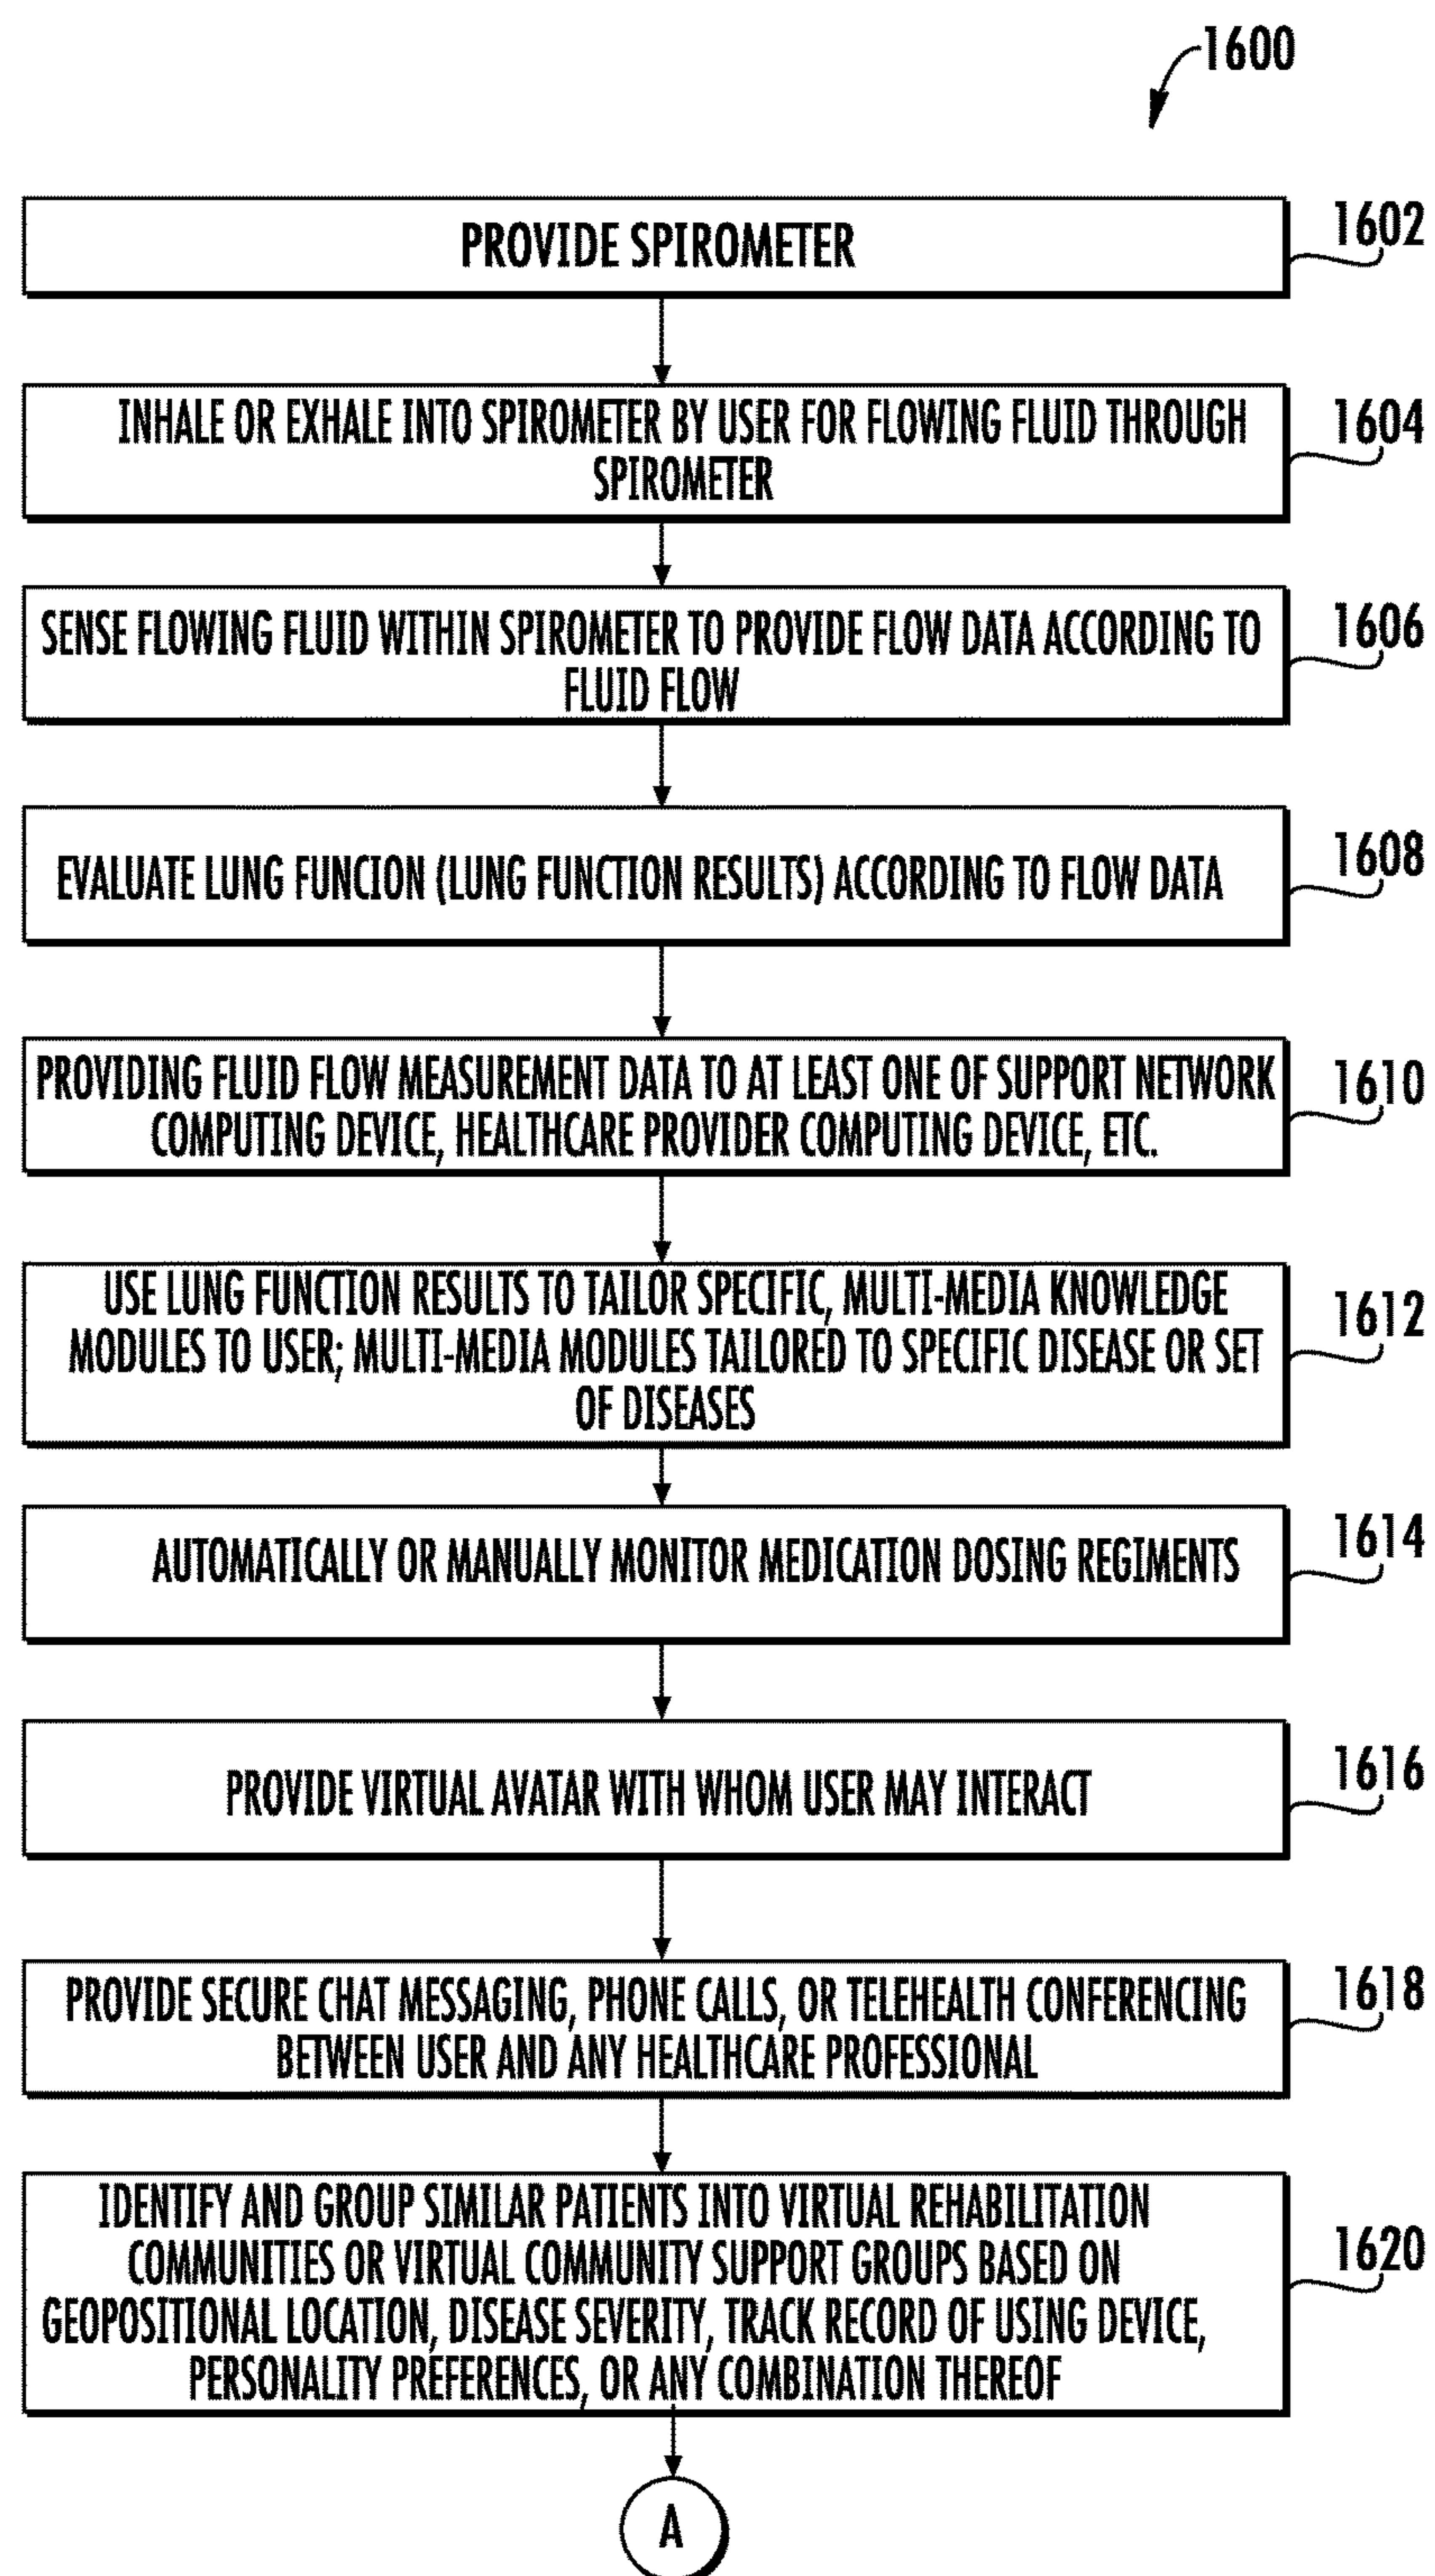 1600
PROVIDE SPIROMETER
1602
INHALE OR EXHALE INTO SPIROMETER BY USER FOR FLOWING FLUID THROUGH
SPIROMETER
1604
SENSE FLOWING FLUID WITHIN SPIROMETER TO PROVIDE FLOW DATA ACCORDING TO
FLUID FLOW
1606
EVALUATE LUNG FUNCION (LUNG FUNCTION RESULTS) ACCORDING TO FLOW DATA
1608
PROVIDING FLUID FLOW MEASUREMENT DATA TO AT LEAST ONE OF SUPPORT NETWORK
COMPUTING DEVICE, HEALTHCARE PROVIDER COMPUTING DEVICE, ETC.
1610
USE LUNG FUNCTION RESULTS TO TAILOR SPECIFIC, MULTI-MEDIA KNOWLEDGE
MODULES TO USER; MULTI-MEDIA MODULES TAILORED TO SPECIFIC DISEASE OR SET
OF DISEASES
1612
AUTOMATICALLY OR MANUALLY MONITOR MEDICATION DOSING REGIMENTS
1614
PROVIDE VIRTUAL AVATAR WITH WHOM USER MAY INTERACT
1616
PROVIDE SECURE CHAT MESSAGING, PHONE CALLS, OR TELEHEALTH CONFERENCING
BETWEEN USER AND ANY HEALTHCARE PROFESSIONAL
1618
IDENTIFY AND GROUP SIMILAR PATIENTS INTO VIRTUAL REHABILITATION
COMMUNITIES OR VIRTUAL COMMUNITY SUPPORT GROUPS BASED ON
GEOPOSITIONAL LOCATION, DISEASE SEVERITY, TRACK RECORD OF USING DEVICE,
PERSONALITY PREFERENCES, OR ANY COMBINATION THEREOF
1620
A